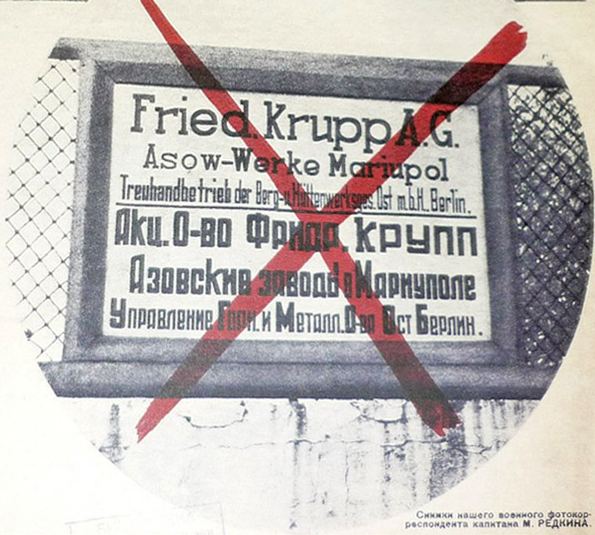 Fried. Krupp A.G.
Asow-Werke Mariupol
Treuhandbetrieb der Berg-u. Hüttenwerksges. Ost m.b.H. Berlin.
Акц. О-во Фридр. Крупп
Азовские заводы в Мариуполе
Управление Горн. и Металл. О-ва Ост Берлин.
Снимки нашего военного фотокор-
респондента капитана М. РЕДКИНА.